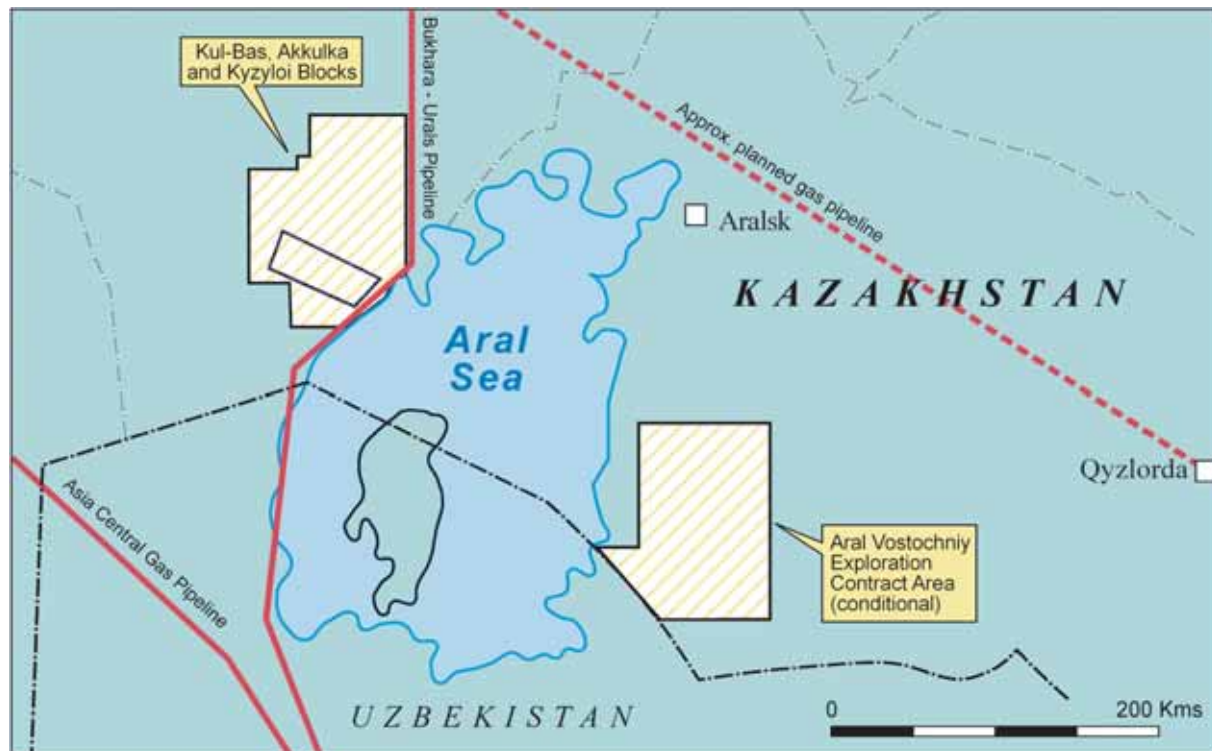 Kul-Bas, Akkulka
and Kyzyloi Blocks
Bukhara - Urals Pipeline
Approx. planned gas pipeline
Aralsk
KAZAKHSTAN
Aral
Sea
Qyzlorda
Asia Central Gas Pipeline
Aral Vostochniy
Exploration
Contract Area
(conditional)
UZBEKISTAN
0 200 Kms